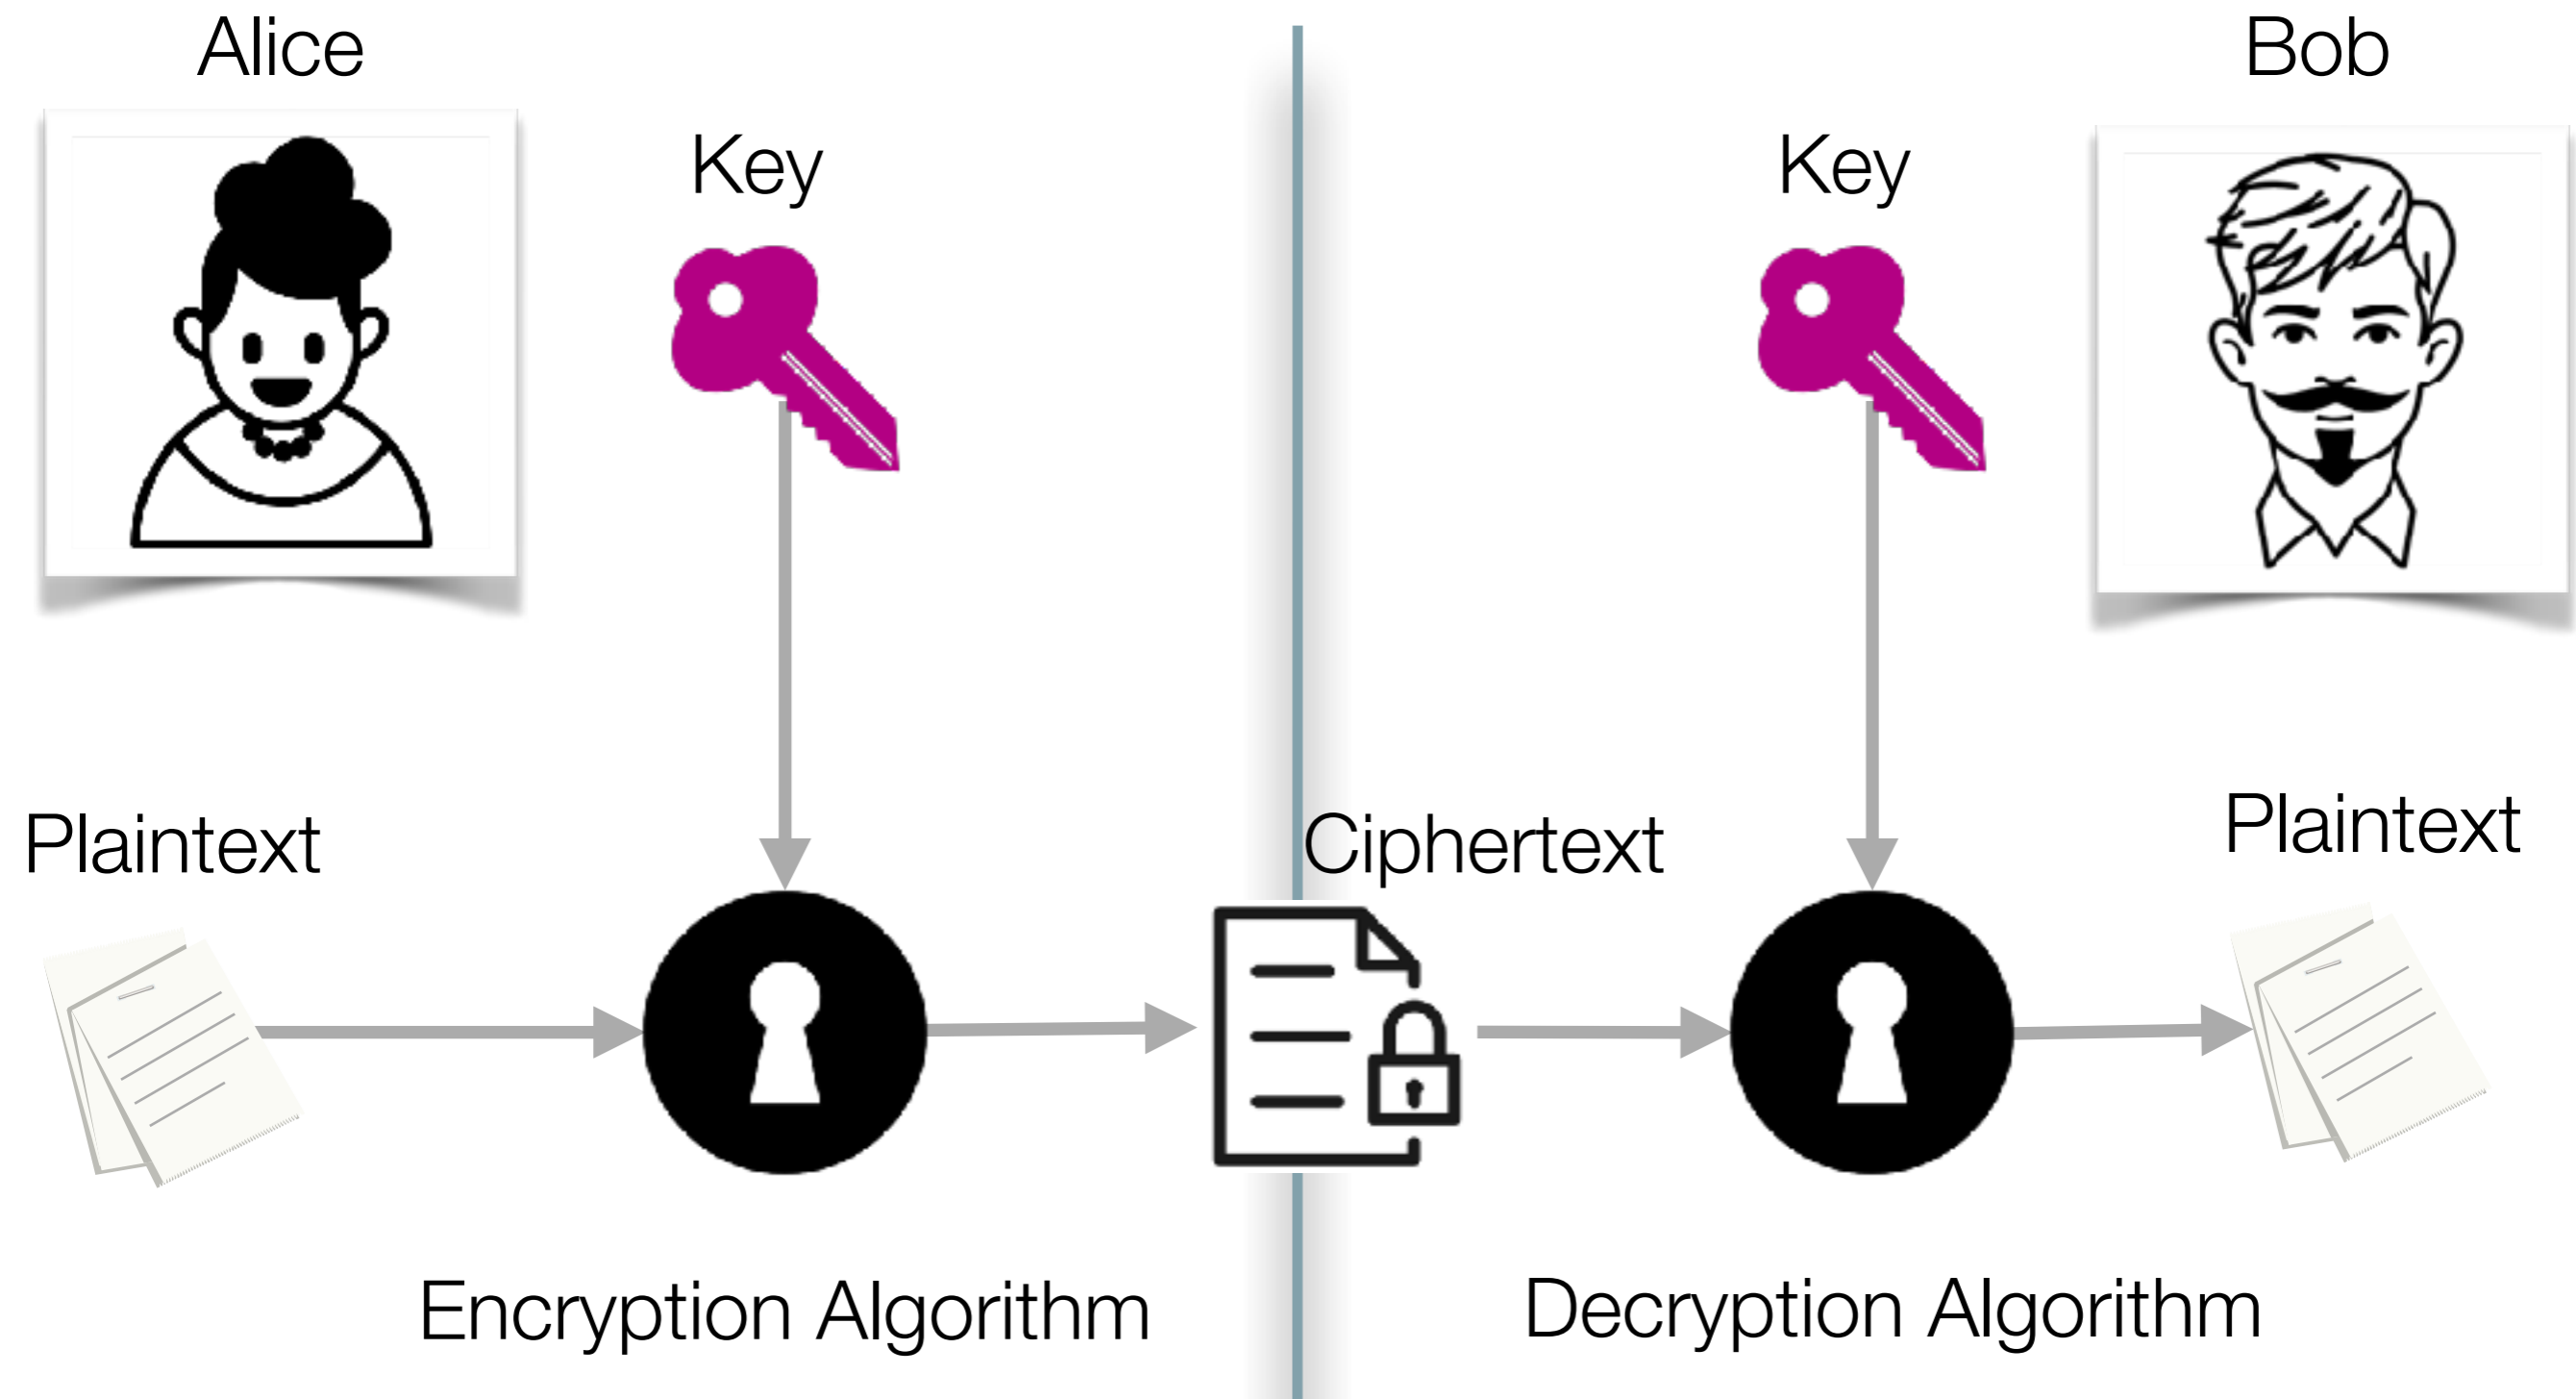 Alice
Bob
Key
Key
Plaintext
Ciphertext
Plaintext
Encryption Algorithm
Decryption Algorithm